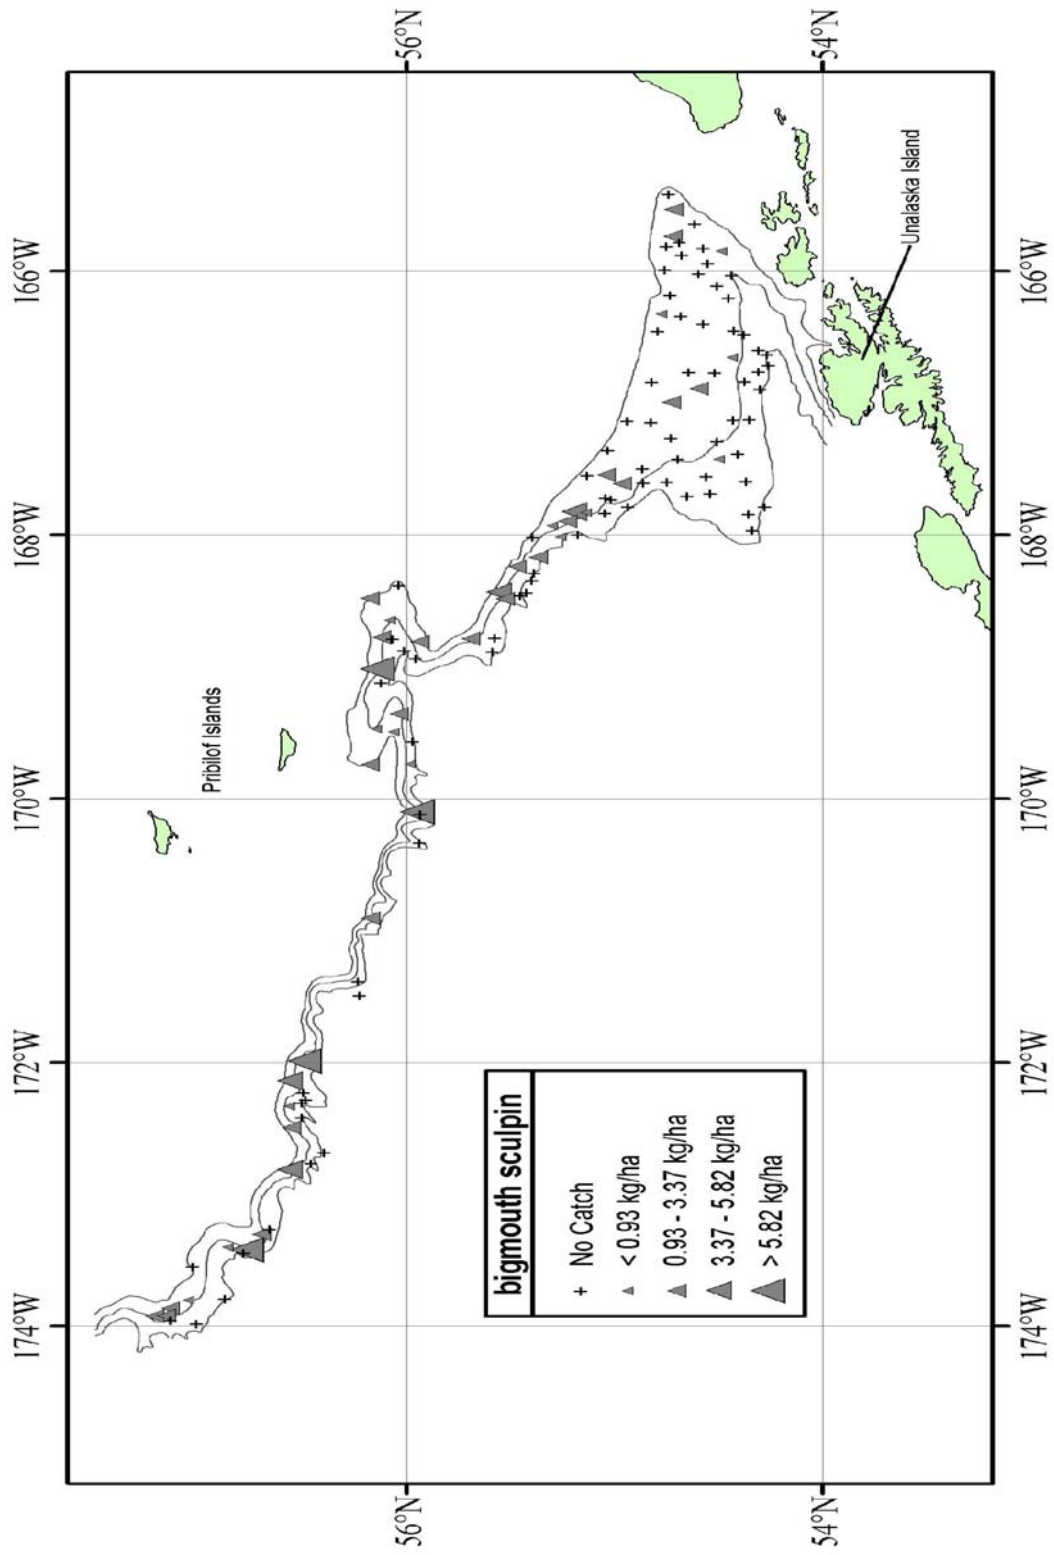 174°W
172°W
170°W
168°W
166°W
56°N
56°N
54°N
54°N
Pribilof Islands
Unalaska Island
bigmouth sculpin
No Catch
< 0.93 kg/ha
0.93 - 3.37 kg/ha
3.37 - 5.82 kg/ha
> 5.82 kg/ha
174°W
172°W
170°W
168°W
166°W